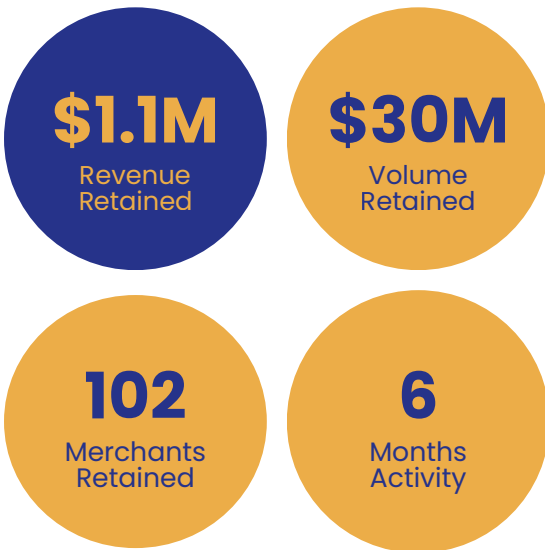 $1.1M
Revenue
Retained
$30M
Volume
Retained
102
Merchants
Retained
6
Months
Activity